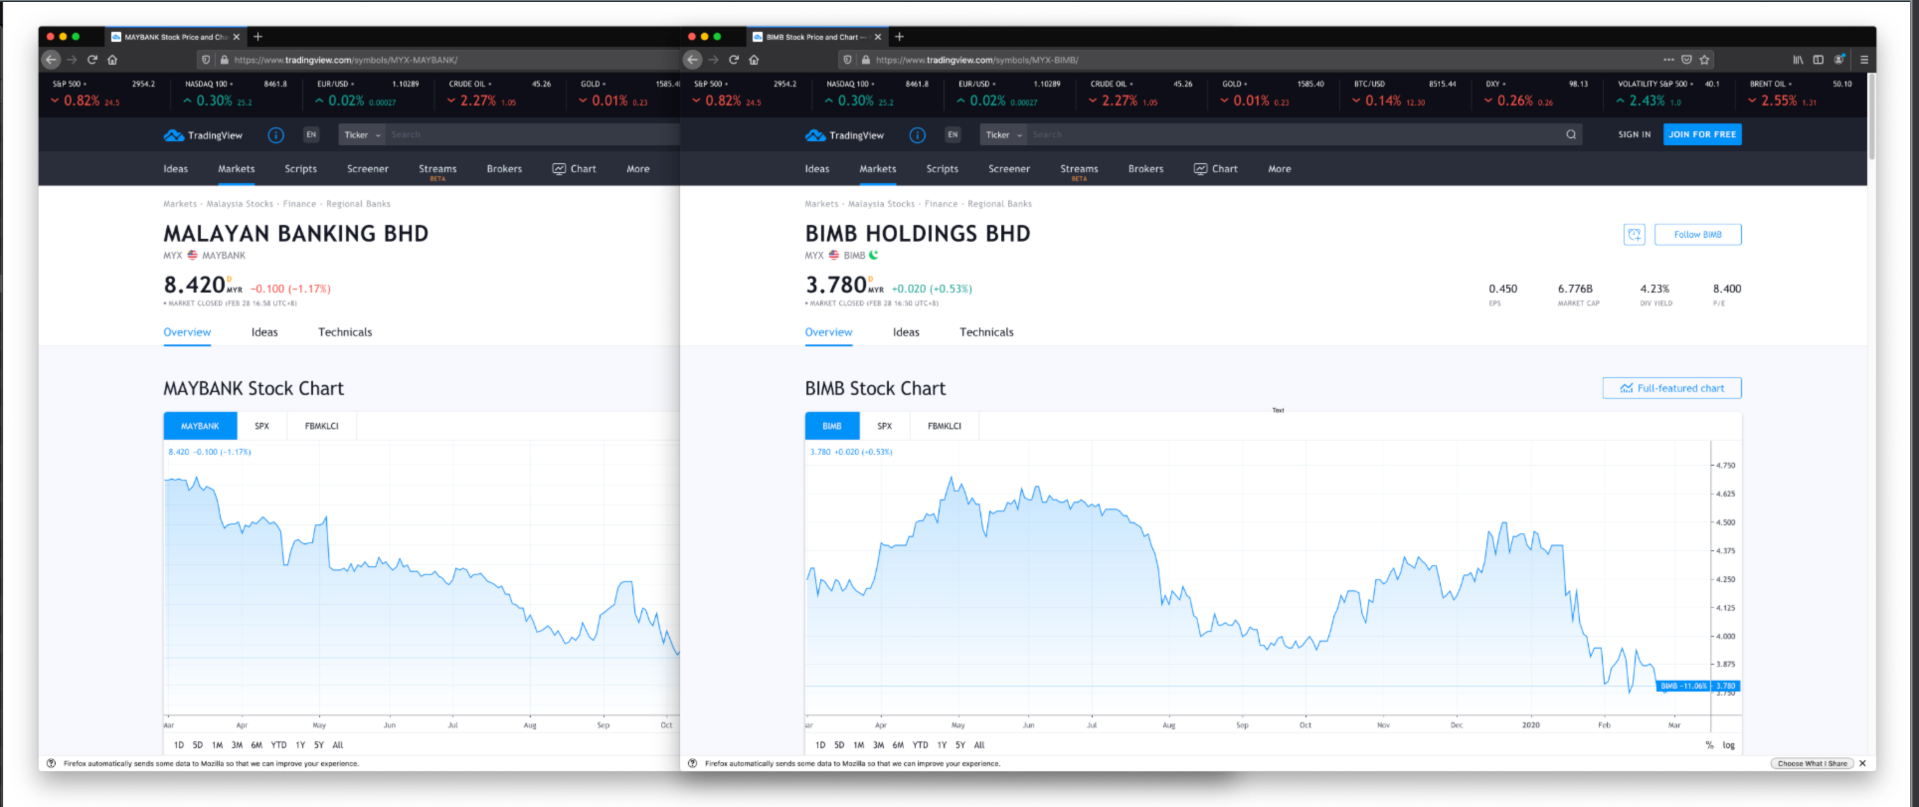 MAYBANK Stock Price and Cha
https://www.tradingview.com/symbols/MYX-MAYBANK/
S&P 500 2954.2 NASDAQ 100 8461.8 EUR/USD 1.10289 CRUDE OIL 45.26 GOLD 1585.4
0.82% 24.5 0.30% 25.2 0.02% 0.00027 2.27% 1.05 0.01% 0.23
TradingView EN Ticker Search
Ideas Markets Scripts Screener Streams Brokers Chart More
BETA
Markets - Malaysia Stocks - Finance - Regional Banks
MALAYAN BANKING BHD
MYX MAYBANK
8.420 D MYR −0.100 (−1.17%)
• MARKET CLOSED (FEB 28 16:58 UTC+8)
Overview Ideas Technicals
MAYBANK Stock Chart
MAYBANK SPX FBMKLCI
8.420 −0.100 (−1.17%)
Mar Apr May Jun Jul Aug Sep Oct
1D 5D 1M 3M 6M YTD 1Y 5Y All
Firefox automatically sends some data to Mozilla so that we can improve your experience.
BIMB Stock Price and Chart —
https://www.tradingview.com/symbols/MYX-BIMB/
S&P 500 2954.2 NASDAQ 100 8461.8 EUR/USD 1.10289 CRUDE OIL 45.26 GOLD 1585.40 BTC/USD 8515.44 DXY 98.13 VOLATILITY S&P 500 40.1 BRENT OIL 50.10
0.82% 24.5 0.30% 25.2 0.02% 0.00027 2.27% 1.05 0.01% 0.23 0.14% 12.30 0.26% 0.26 2.43% 1.0 2.55% 1.31
TradingView EN Ticker Search SIGN IN JOIN FOR FREE
Ideas Markets Scripts Screener Streams Brokers Chart More
BETA
Markets - Malaysia Stocks - Finance - Regional Banks
BIMB HOLDINGS BHD
Follow BIMB
MYX BIMB
3.780 D MYR +0.020 (+0.53%)
• MARKET CLOSED (FEB 28 16:50 UTC+8)
0.450 6.776B 4.23% 8.400
EPS MARKET CAP DIV YIELD P/E
Overview Ideas Technicals
BIMB Stock Chart
Full-featured chart
Text
BIMB SPX FBMKLCI
3.780 +0.020 (+0.53%)
4.750
4.625
4.500
4.375
4.250
4.125
4.000
3.875
BIMB −11.06% 3.780
3.750
ar Apr May Jun Jul Aug Sep Oct Nov Dec 2020 Feb Mar
1D 5D 1M 3M 6M YTD 1Y 5Y All % log
Firefox automatically sends some data to Mozilla so that we can improve your experience. Choose What I Share